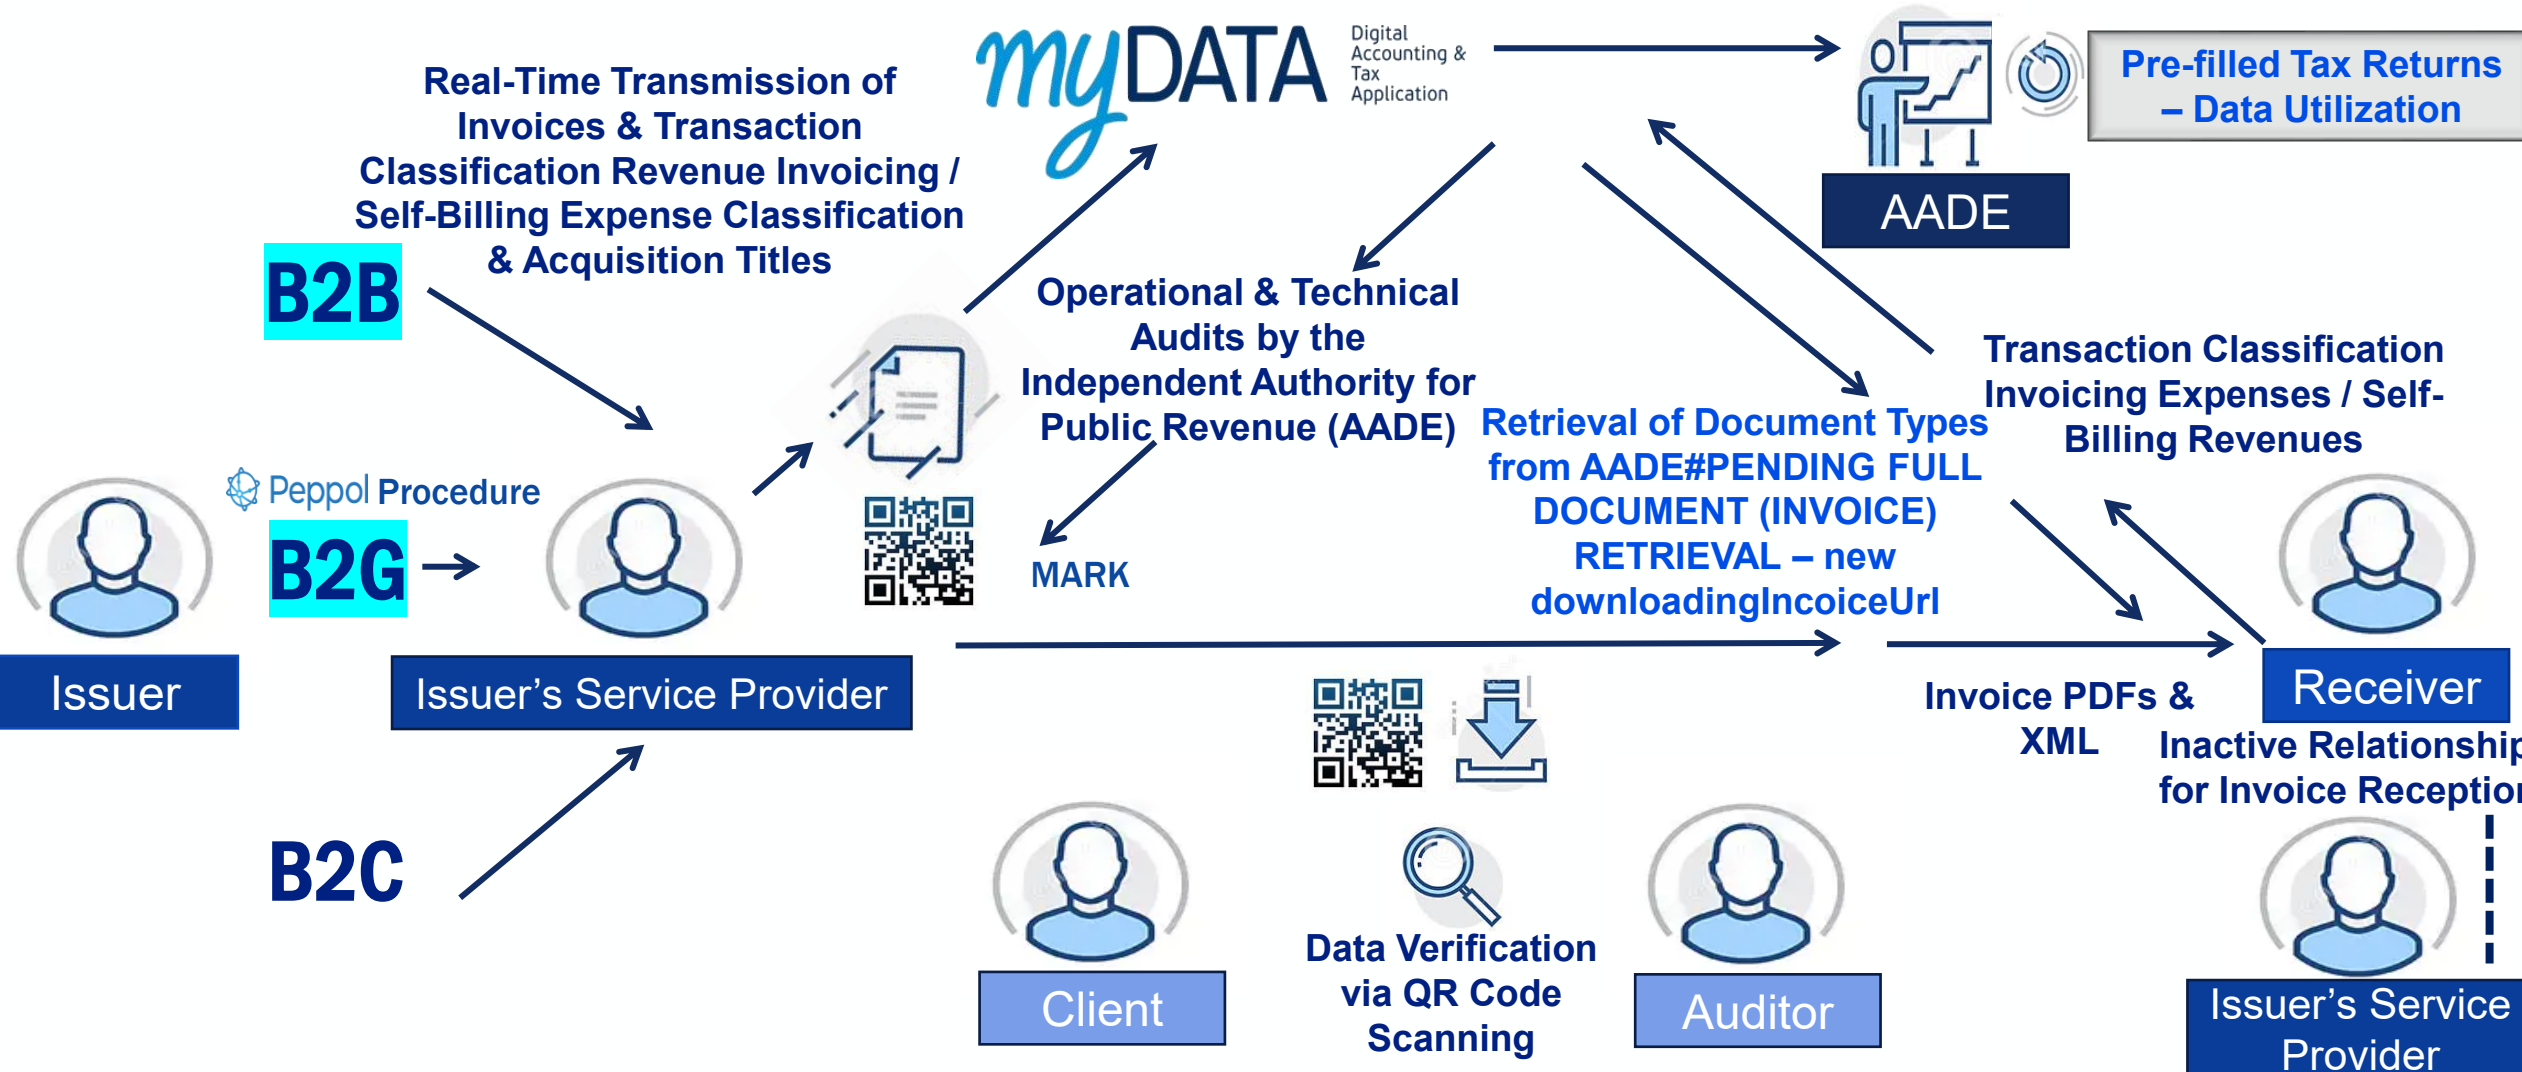 myDATA
Digital
Accounting &
Tax
Application
Pre-filled Tax Returns
– Data Utilization
AADE
Real-Time Transmission of
Invoices & Transaction
Classification Revenue Invoicing /
Self-Billing Expense Classification
& Acquisition Titles
B2B
Operational & Technical
Audits by the
Independent Authority for
Public Revenue (AADE)
Transaction Classification
Invoicing Expenses / Self-
Billing Revenues
Retrieval of Document Types
from AADE#PENDING FULL
DOCUMENT (INVOICE)
RETRIEVAL – new
downloadingIncoiceUrl
Peppol Procedure
B2G
MARK
Issuer
Issuer's Service Provider
Receiver
Invoice PDFs &
XML
Inactive Relationship
for Invoice Reception
B2C
Client
Data Verification
via QR Code
Scanning
Auditor
Issuer's Service
Provider